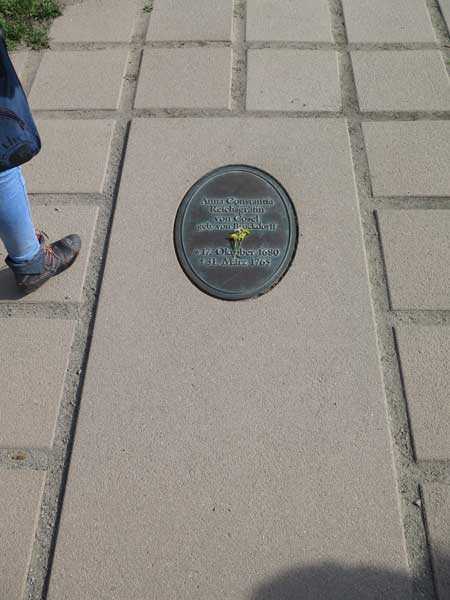 Anna Constantia
Reichsgräfin
von Cosel
geb. von Brockdorff
*17. Oktober 1680
†31. März 1765